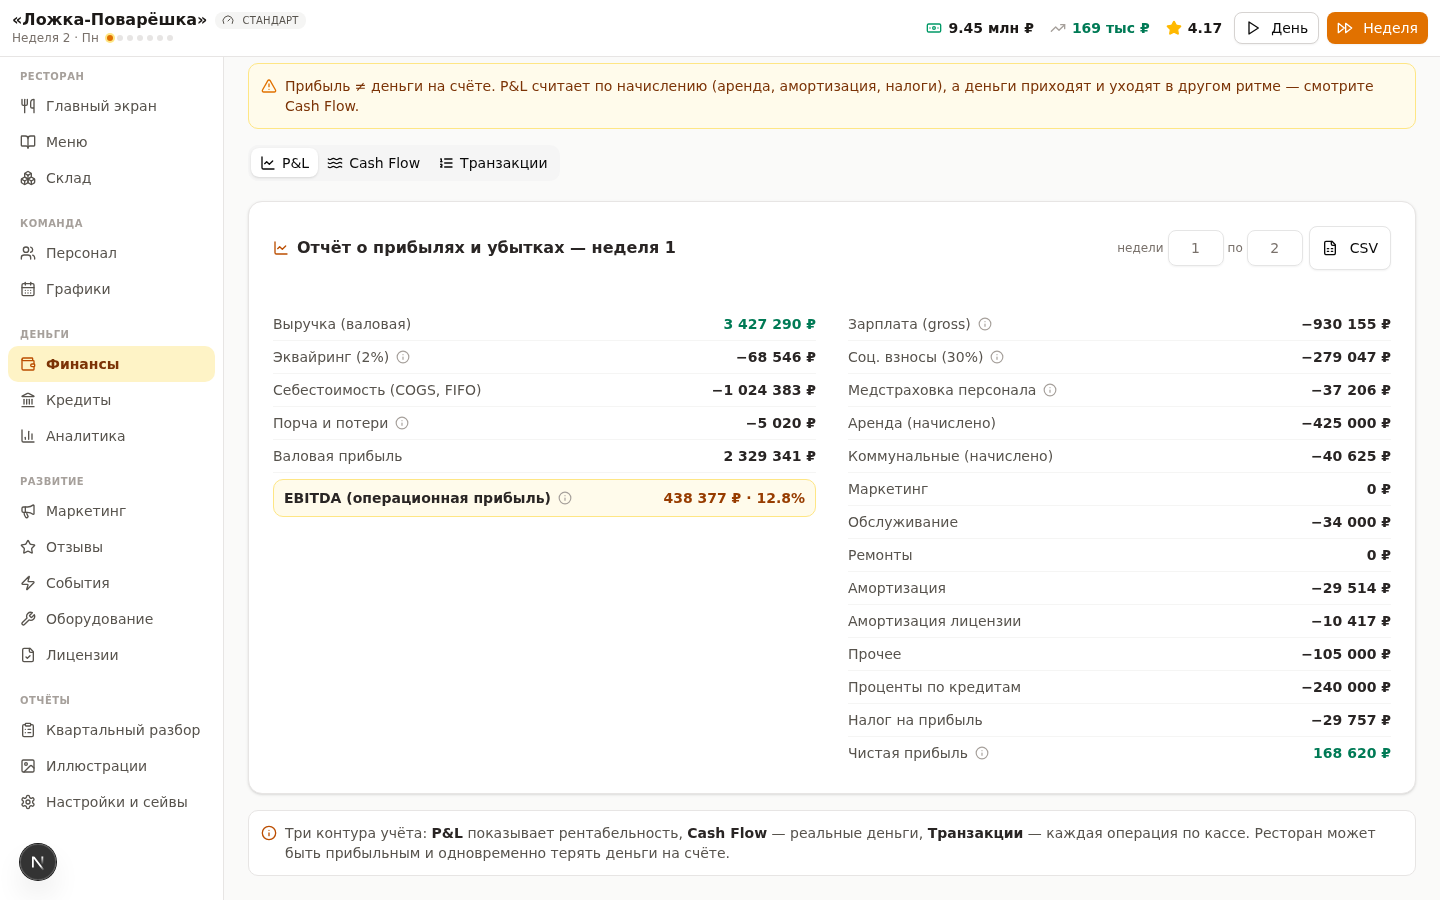 «Ложка-Поварёшка»
СТАНДАРТ
Неделя 2 · Пн
9.45 млн ₽
169 тыс ₽
4.17
День
Неделя
РЕСТОРАН
Главный экран
Меню
Склад
КОМАНДА
Персонал
Графики
ДЕНЬГИ
Финансы
Кредиты
Аналитика
РАЗВИТИЕ
Маркетинг
Отзывы
События
Оборудование
Лицензии
ОТЧЁТЫ
Квартальный разбор
Иллюстрации
Настройки и сейвы
N
Прибыль ≠ деньги на счёте. P&L считает по начислению (аренда, амортизация, налоги), а деньги приходят и уходят в другом ритме — смотрите
Cash Flow.
P&L
Cash Flow
Транзакции
Отчёт о прибылях и убытках — неделя 1
недели 1 по 2
CSV
Выручка (валовая) 3 427 290 ₽
Эквайринг (2%) −68 546 ₽
Себестоимость (COGS, FIFO) −1 024 383 ₽
Порча и потери −5 020 ₽
Валовая прибыль 2 329 341 ₽
EBITDA (операционная прибыль) 438 377 ₽ · 12.8%
Зарплата (gross) −930 155 ₽
Соц. взносы (30%) −279 047 ₽
Медстраховка персонала −37 206 ₽
Аренда (начислено) −425 000 ₽
Коммунальные (начислено) −40 625 ₽
Маркетинг 0 ₽
Обслуживание −34 000 ₽
Ремонты 0 ₽
Амортизация −29 514 ₽
Амортизация лицензии −10 417 ₽
Прочее −105 000 ₽
Проценты по кредитам −240 000 ₽
Налог на прибыль −29 757 ₽
Чистая прибыль 168 620 ₽
Три контура учёта: P&L показывает рентабельность, Cash Flow — реальные деньги, Транзакции — каждая операция по кассе. Ресторан может
быть прибыльным и одновременно терять деньги на счёте.